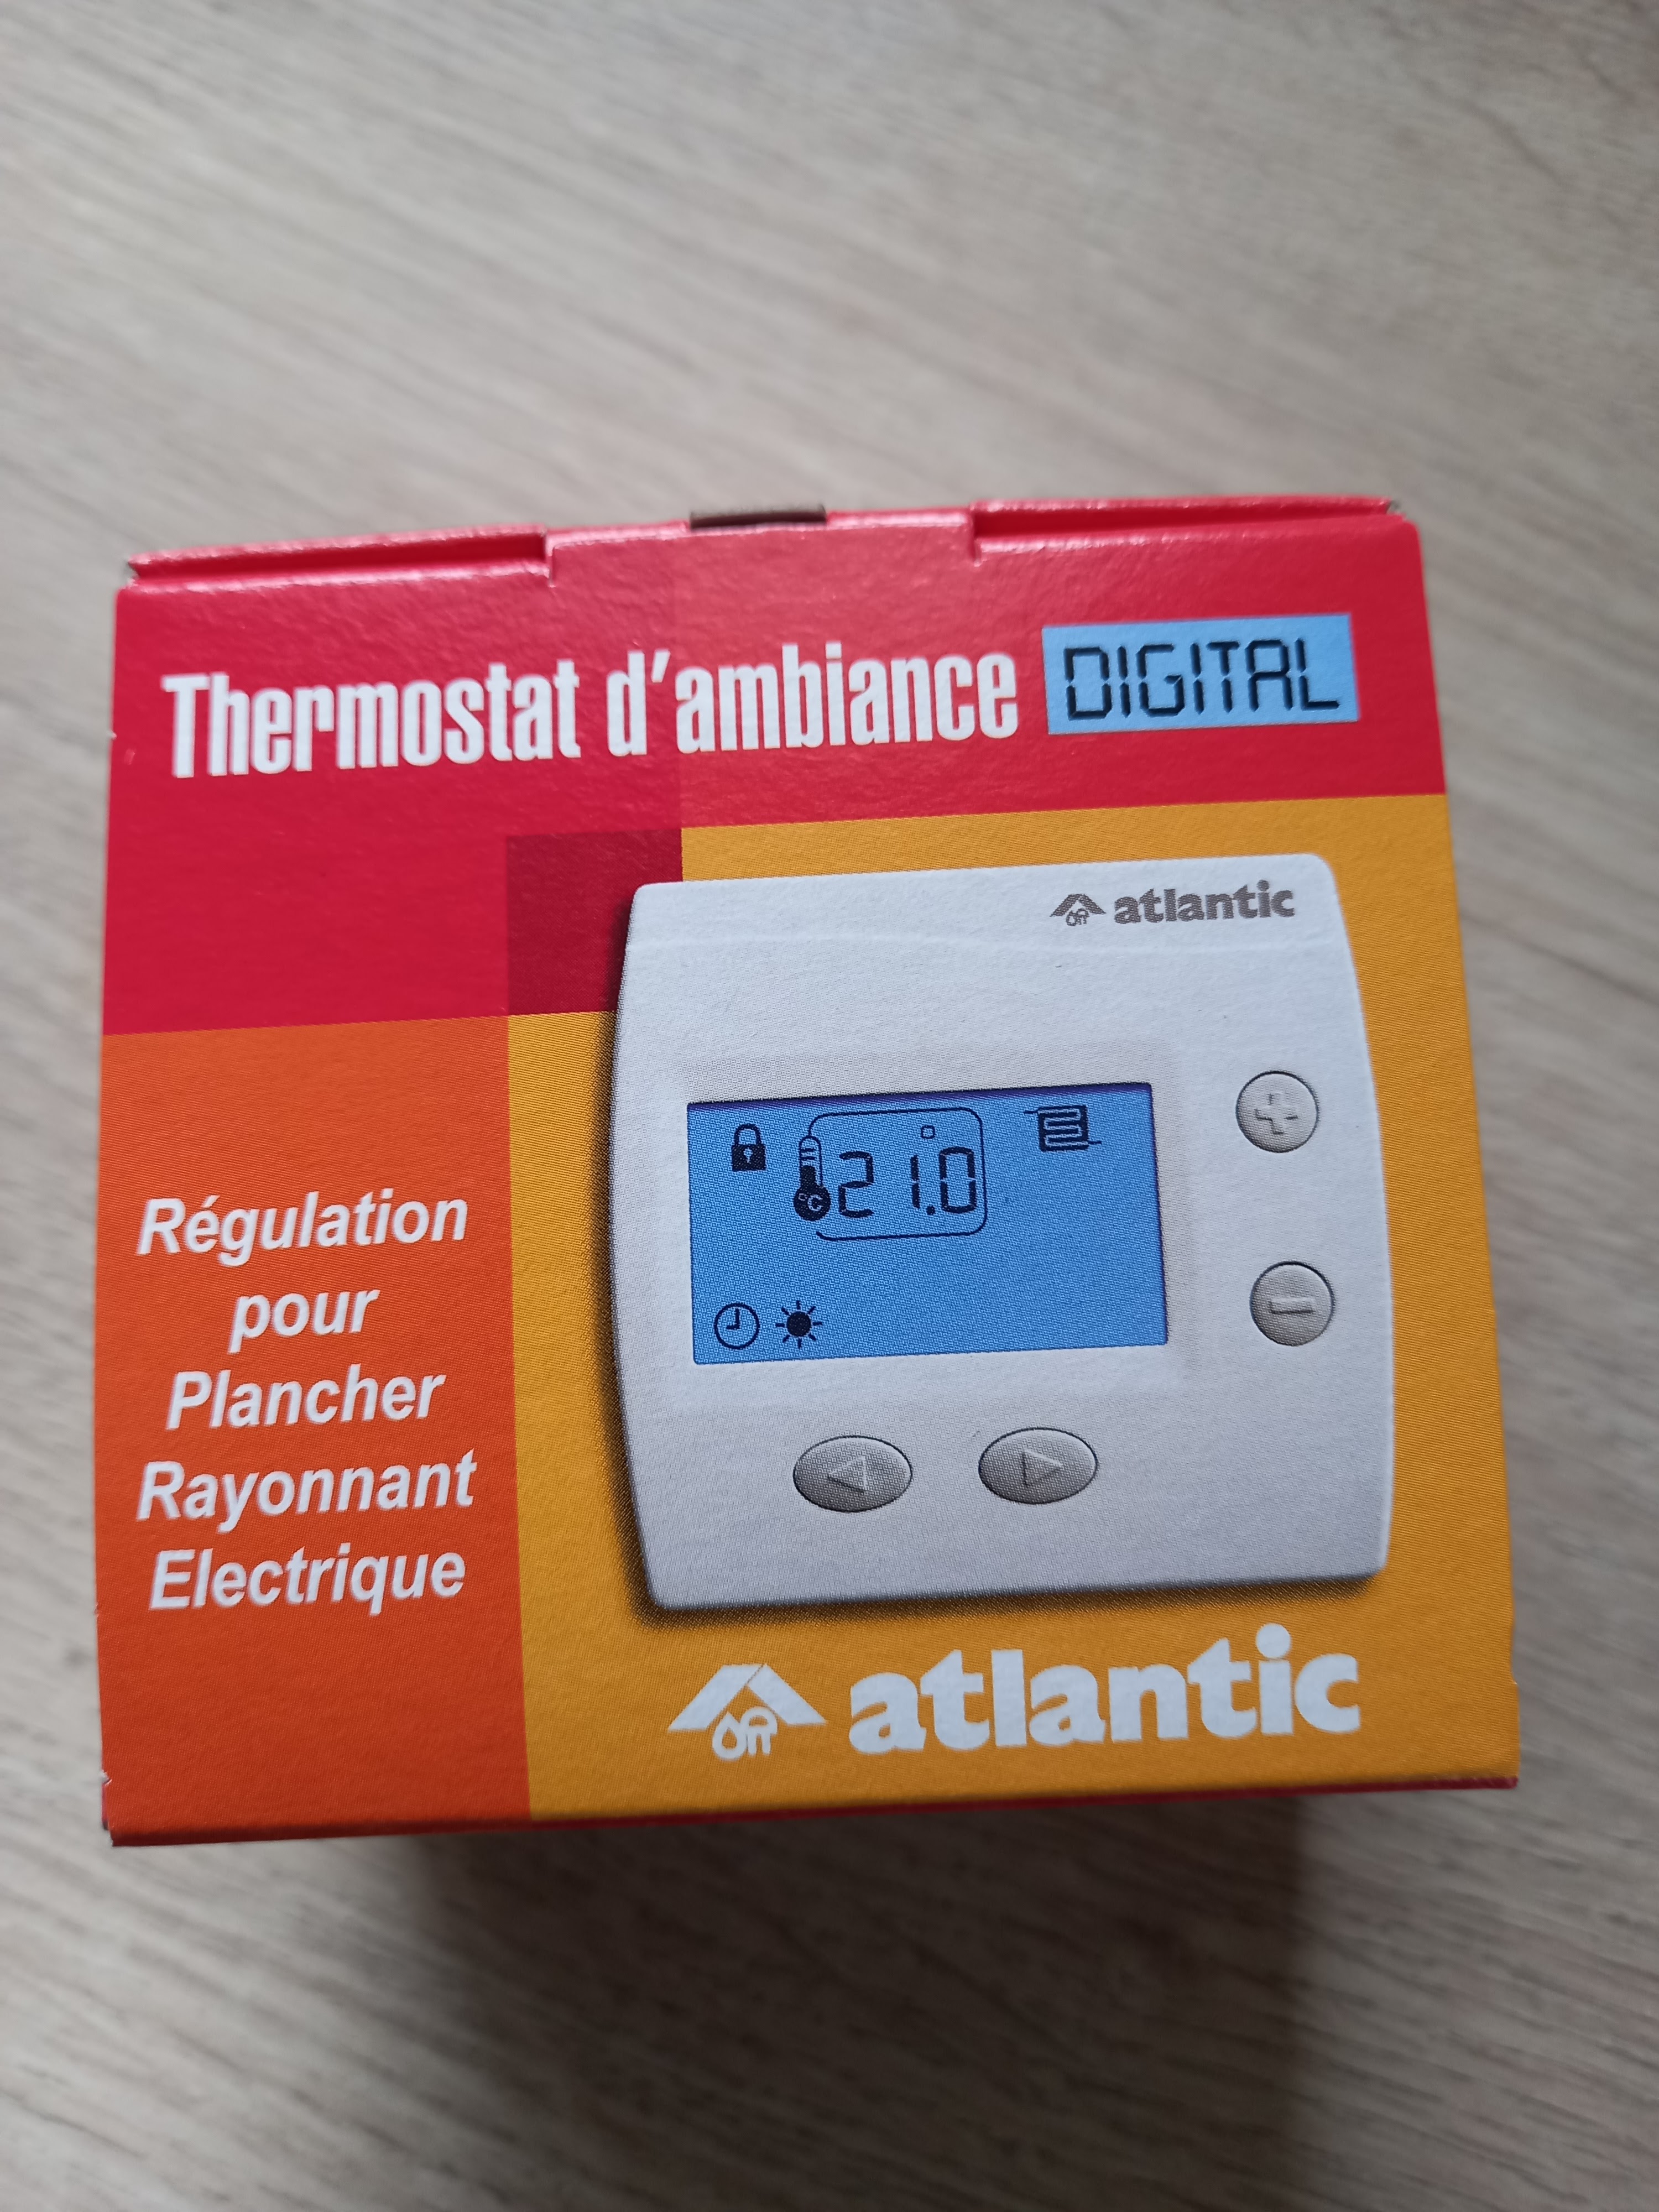 Thermostat d'ambiance DIGITAL
atlantic
°C 21.0°
Régulation
pour
Plancher
Rayonnant
Electrique
atlantic